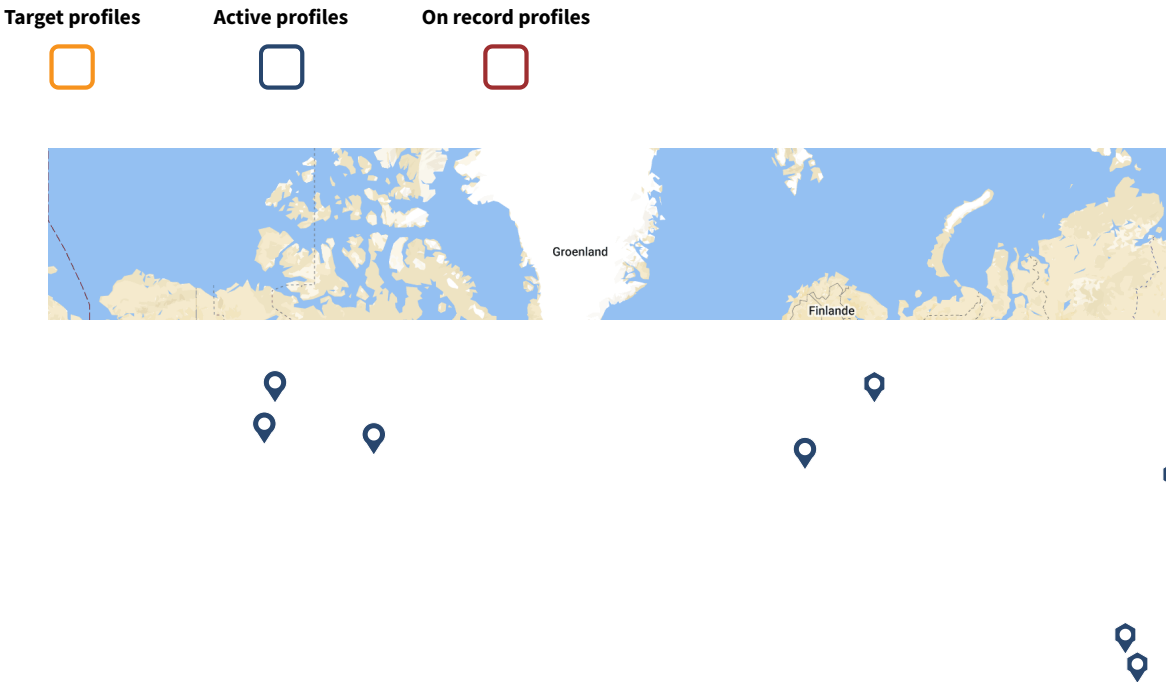 Target profiles Active profiles On record profiles
Groenland
Finlande